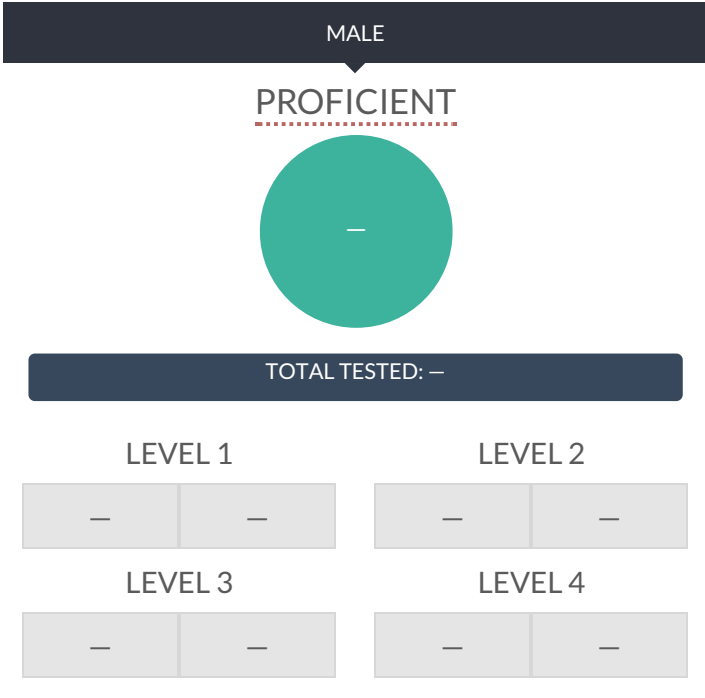 MALE
PROFICIENT
—
TOTAL TESTED: —
LEVEL 1
— —
LEVEL 2
— —
LEVEL 3
— —
LEVEL 4
— —